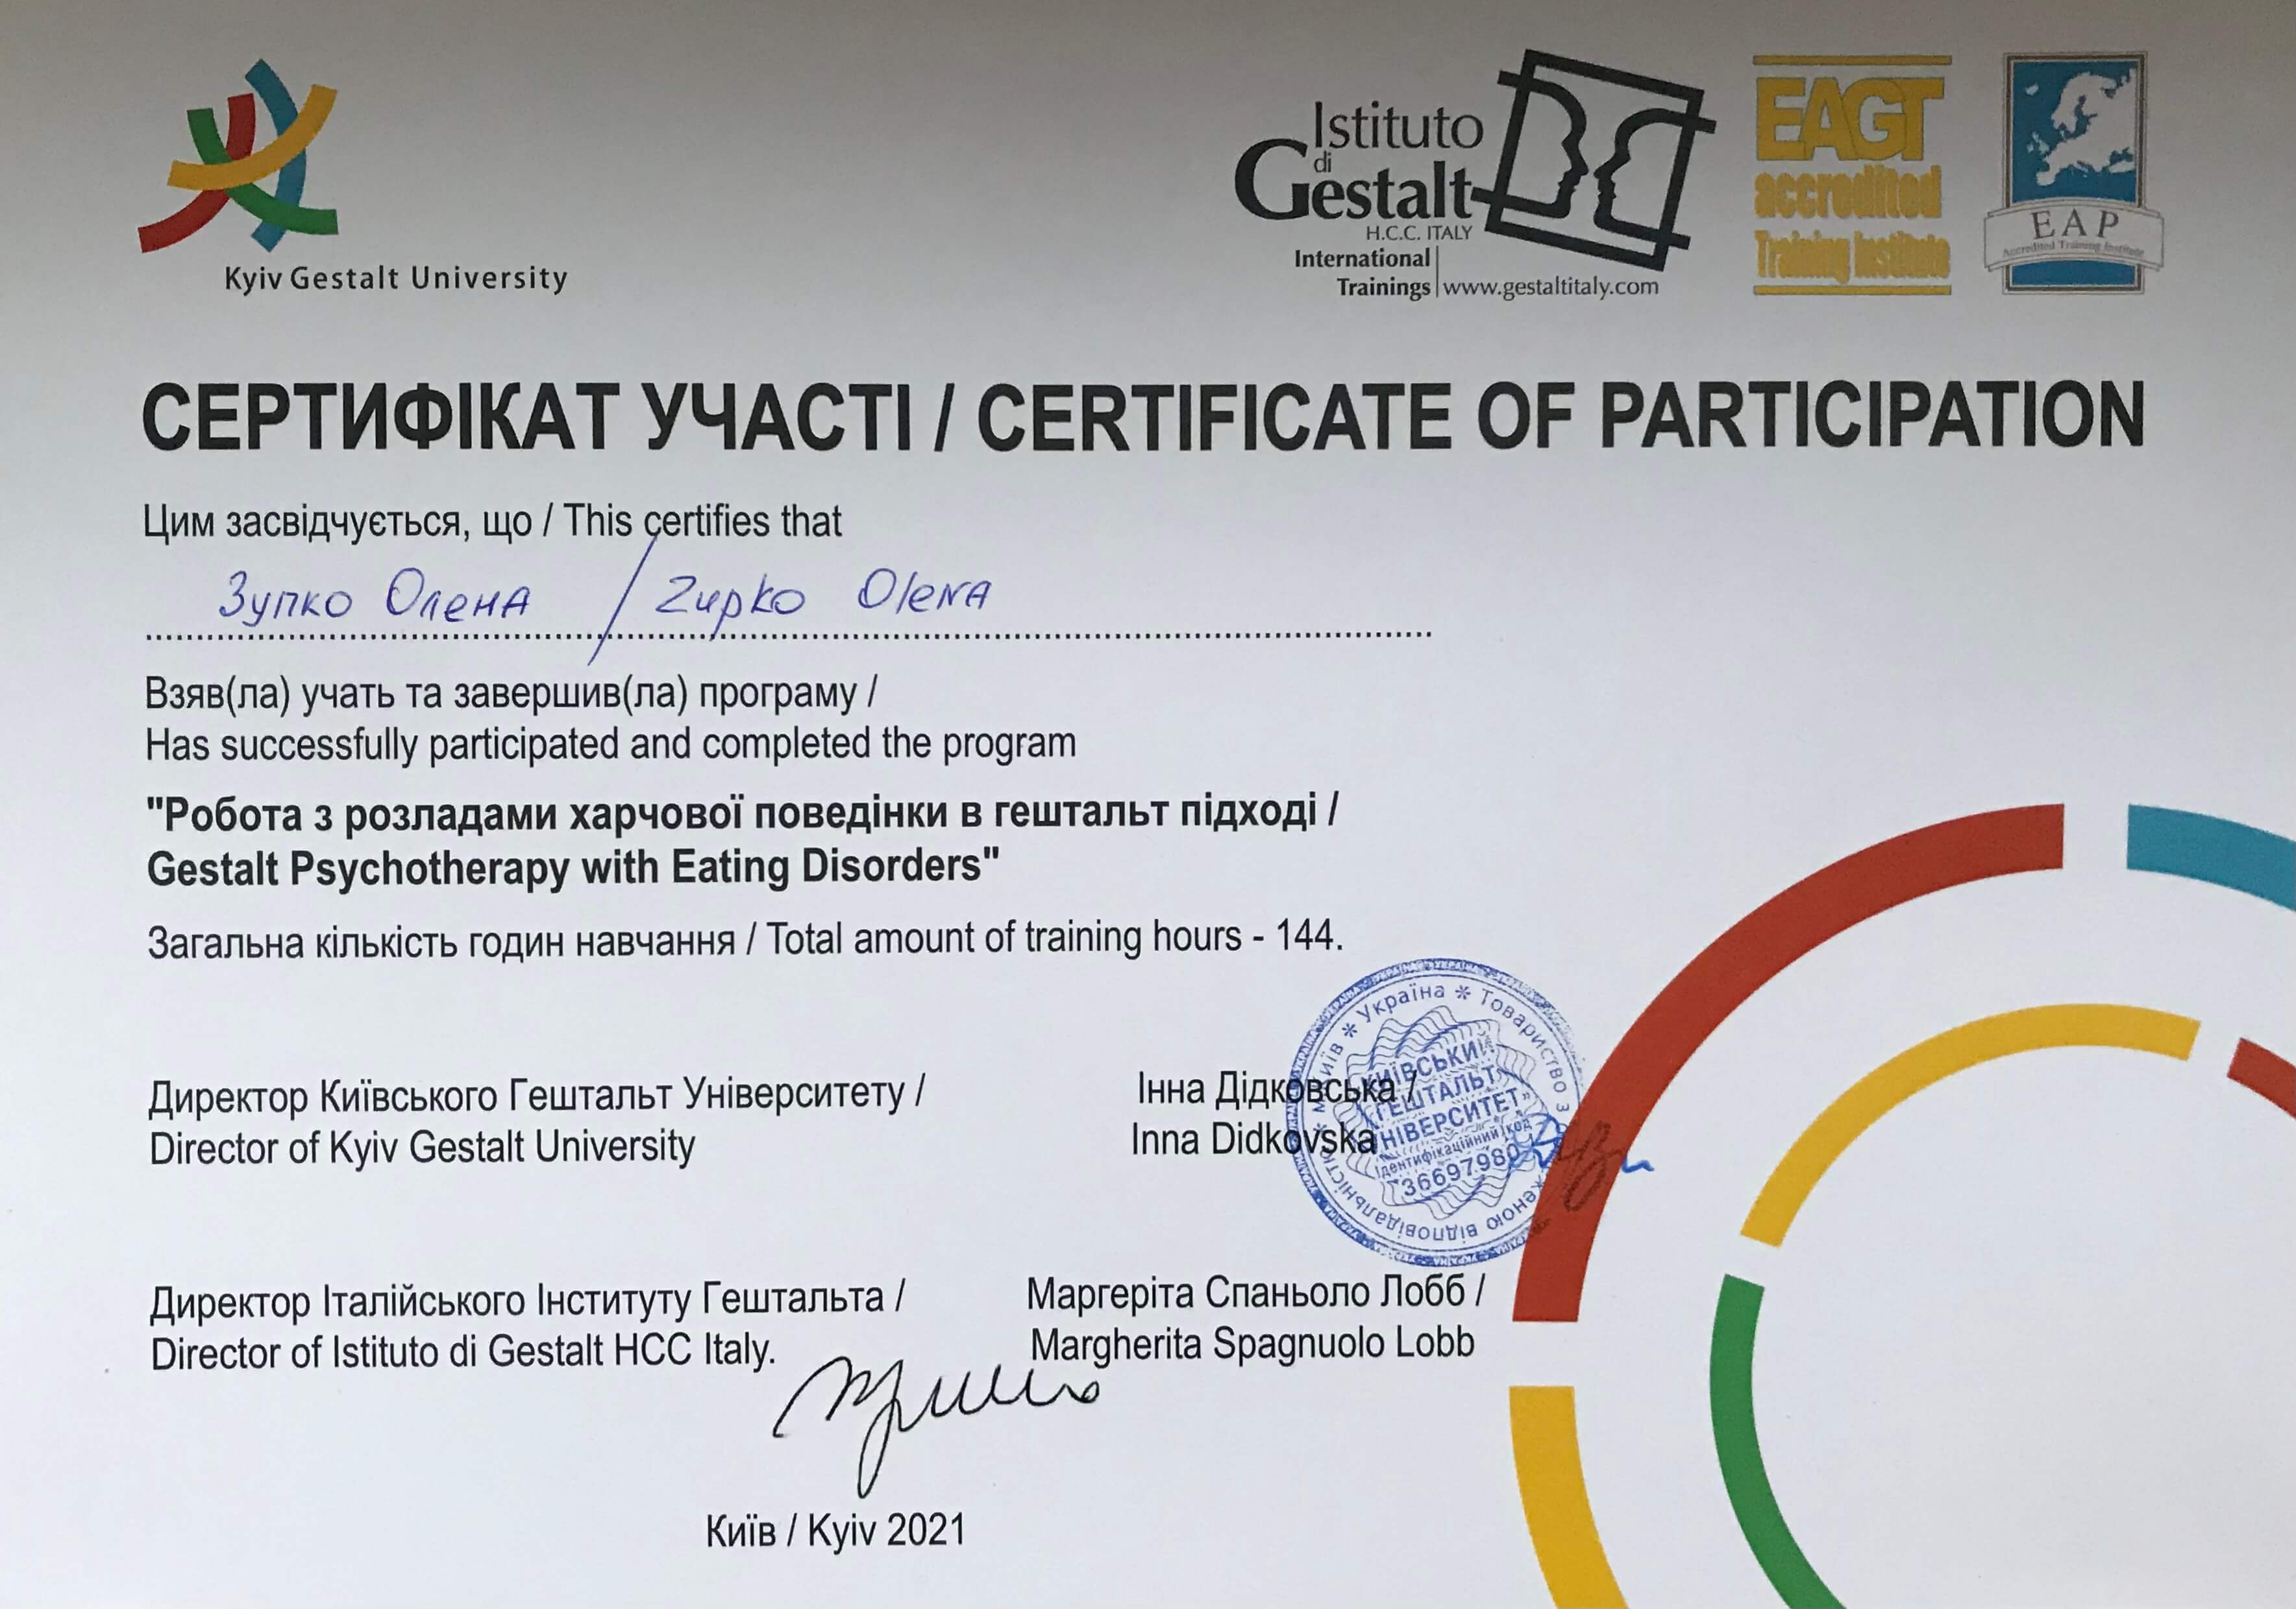 Kyiv Gestalt University
Istituto
di
Gestalt
H.C.C. ITALY
International
Trainings www.gestaltitaly.com
EAGT
accredited
Training Institute
EAP
Accredited Training Institute
СЕРТИФІКАТ УЧАСТІ / CERTIFICATE OF PARTICIPATION
Цим засвідчується, що / This certifies that
Зупко Олена / Zupko Olena
Взяв(ла) учать та завершив(ла) програму /
Has successfully participated and completed the program
"Робота з розладами харчової поведінки в гештальт підході /
Gestalt Psychotherapy with Eating Disorders"
Загальна кількість годин навчання / Total amount of training hours - 144.
Директор Київського Гештальт Університету /
Director of Kyiv Gestalt University
Інна Дідковська /
Inna Didkovska
Україна * Товариство з
відповідальністю
Київ
КИЇВСЬКИЙ
ГЕШТАЛЬТ
УНІВЕРСИТЕТ»
Ідентифікаційний код
36697980
Директор Італійського Інституту Гештальта /
Director of Istituto di Gestalt HCC Italy.
Маргеріта Спаньоло Лобб /
Margherita Spagnuolo Lobb
Київ / Kyiv 2021